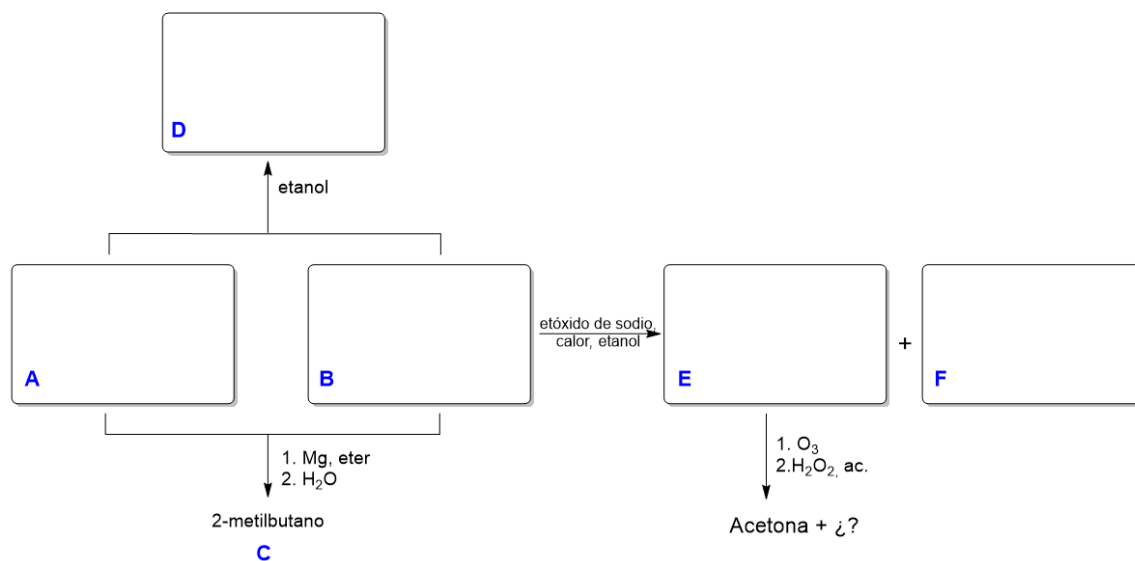 D
etanol
A
B
etóxido de sodio,
calor, etanol
E
+
F
1. Mg, eter
2. H₂O
1. O₃
2.H₂O₂, ac.
2-metilbutano
C
Acetona + ¿?